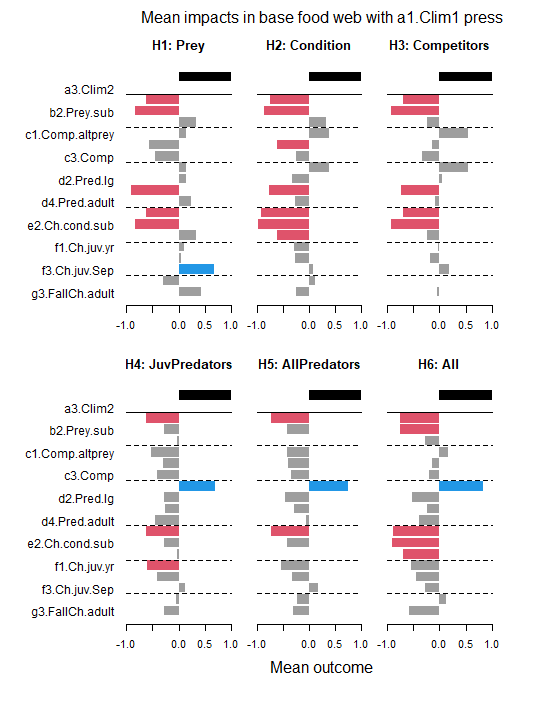 Mean impacts in base food web with a1.Clim1 press
H1: Prey H2: Condition H3: Competitors
a3.Clim2
b2.Prey.sub
c1.Comp.altprey
c3.Comp
d2.Pred.lg
d4.Pred.adult
e2.Ch.cond.sub
f1.Ch.juv.yr
f3.Ch.juv.Sep
g3.FallCh.adult
-1.0 0.0 0.5 1.0 -1.0 0.0 0.5 1.0 -1.0 0.0 0.5 1.0
H4: JuvPredators H5: AllPredators H6: All
a3.Clim2
b2.Prey.sub
c1.Comp.altprey
c3.Comp
d2.Pred.lg
d4.Pred.adult
e2.Ch.cond.sub
f1.Ch.juv.yr
f3.Ch.juv.Sep
g3.FallCh.adult
-1.0 0.0 0.5 1.0 -1.0 0.0 0.5 1.0 -1.0 0.0 0.5 1.0
Mean outcome